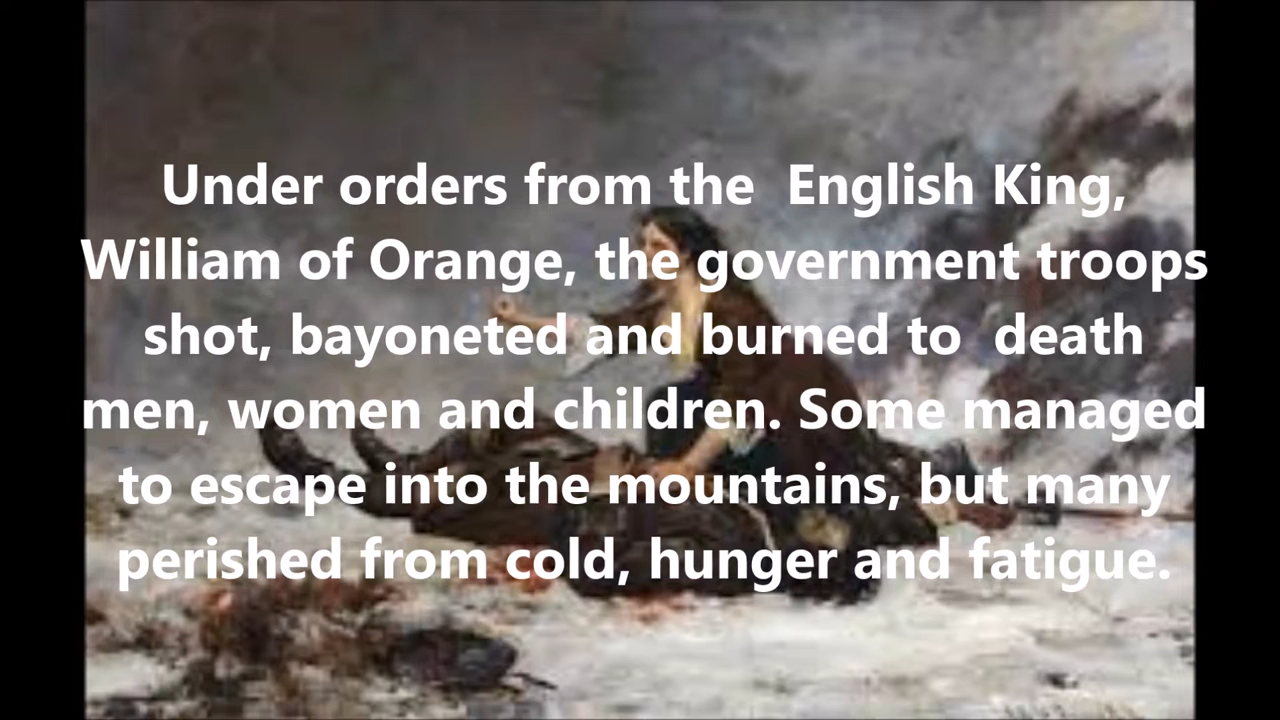 Under orders from the  English King,
William of Orange, the government troops
shot, bayoneted and burned to  death
men, women and children. Some managed
to escape into the mountains, but many
perished from cold, hunger and fatigue.